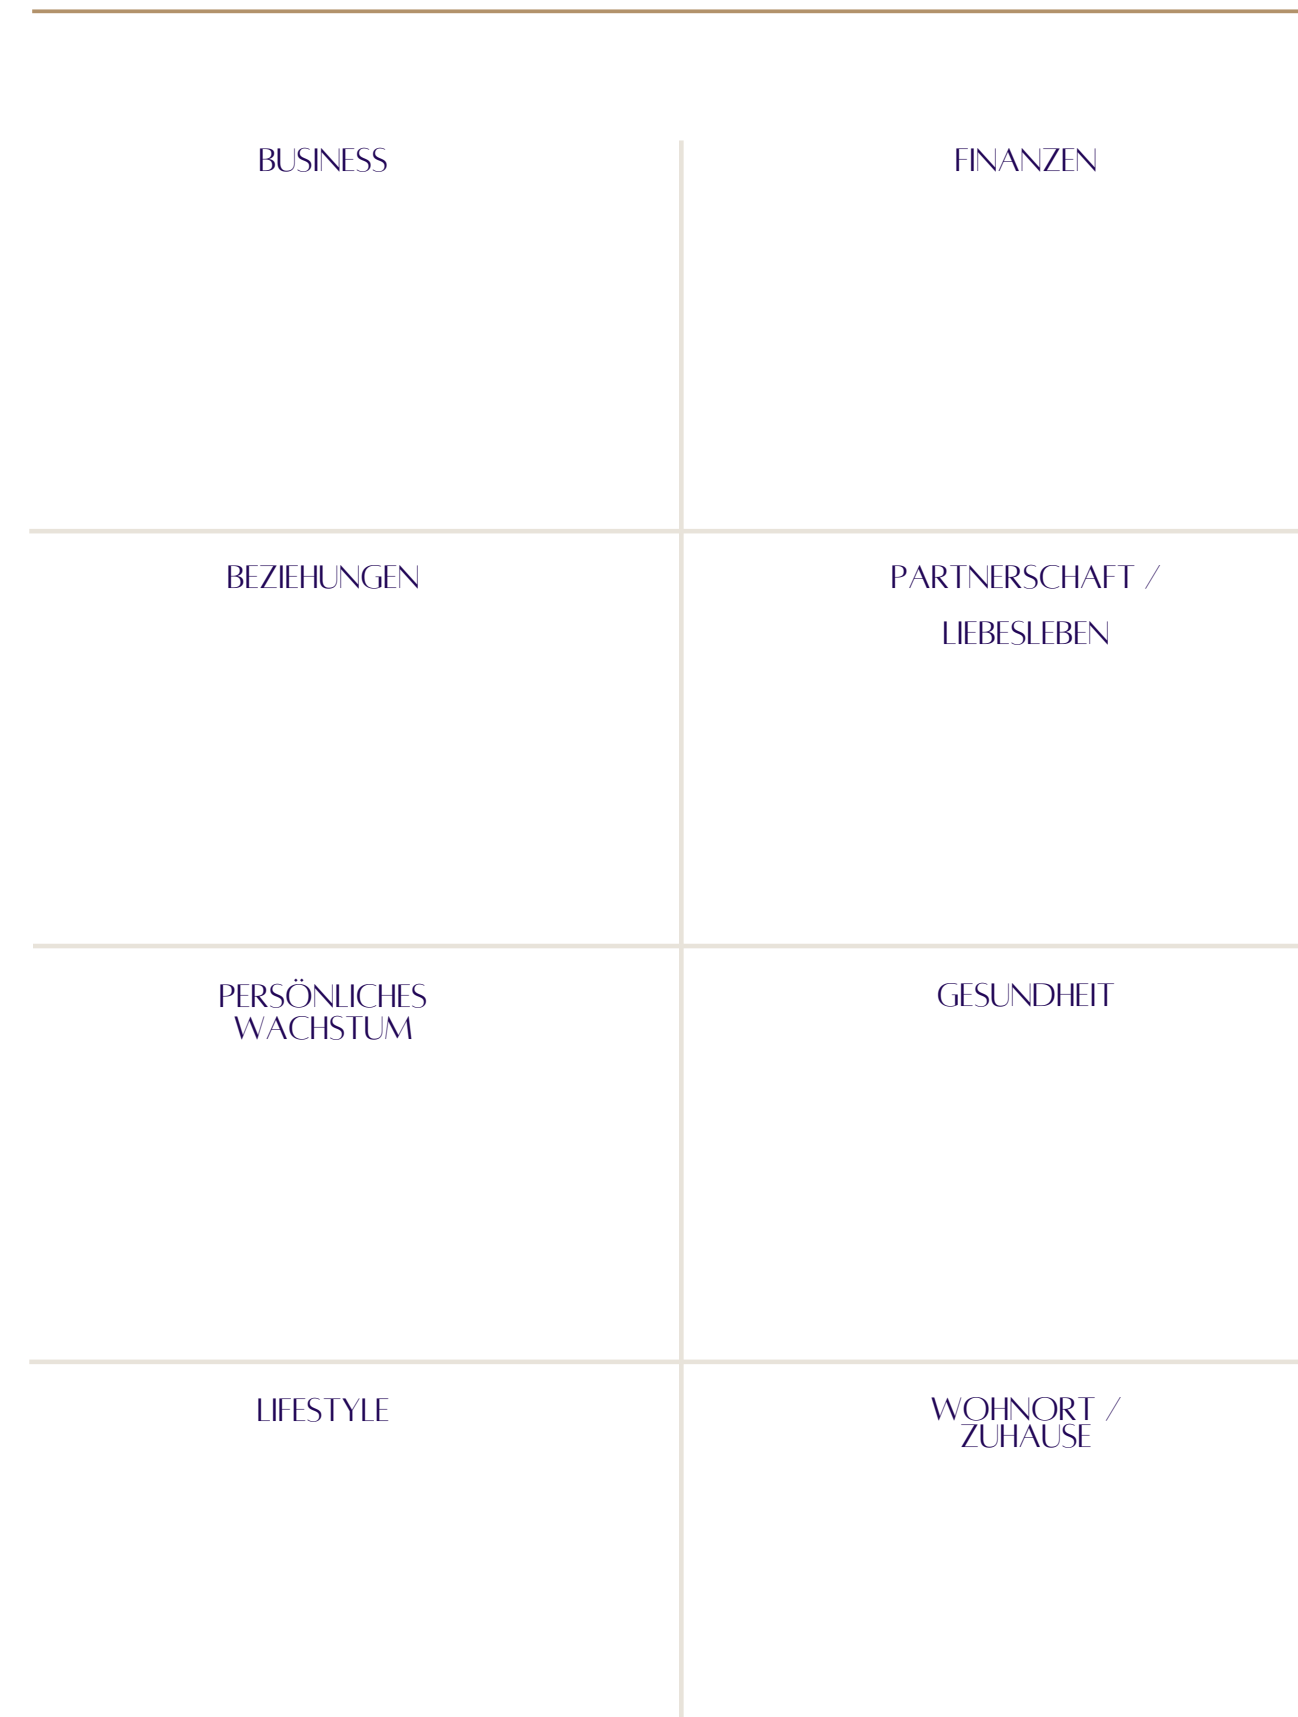 BUSINESS
FINANZEN
BEZIEHUNGEN
PARTNERSCHAFT /
LIEBESLEBEN
PERSÖNLICHES
WACHSTUM
GESUNDHEIT
LIFESTYLE
WOHNORT /
ZUHAUSE